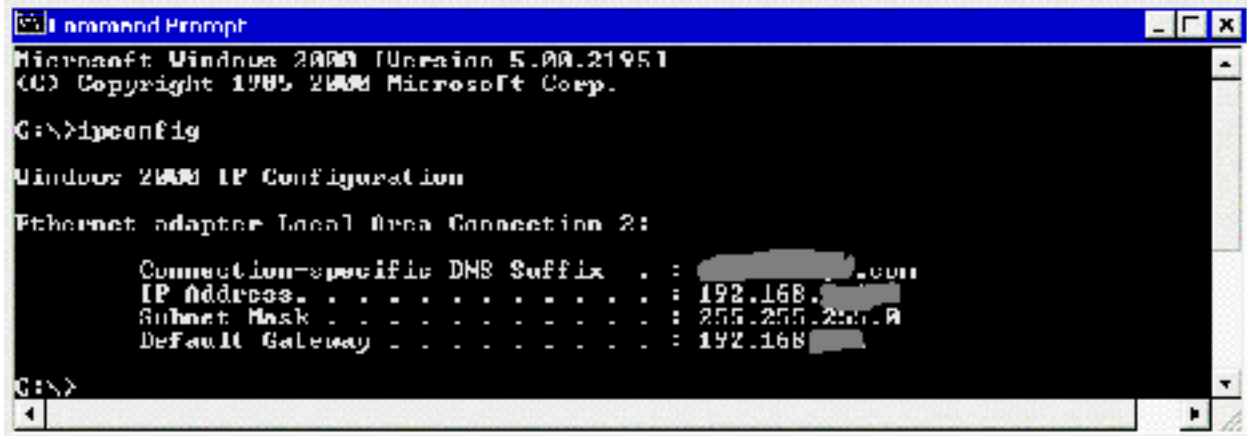 Command Prompt
Microsoft Windows 2000 [Version 5.00.2195]
(C) Copyright 1985-2000 Microsoft Corp.
C:\>ipconfig
Windows 2000 IP Configuration
Ethernet adapter Local Area Connection 2:
Connection-specific DNS Suffix . : .com
IP Address. . . . . . . . . . . . : 192.168.
Subnet Mask . . . . . . . . . . . : 255.255.255.0
Default Gateway . . . . . . . . . : 192.168
C:\>